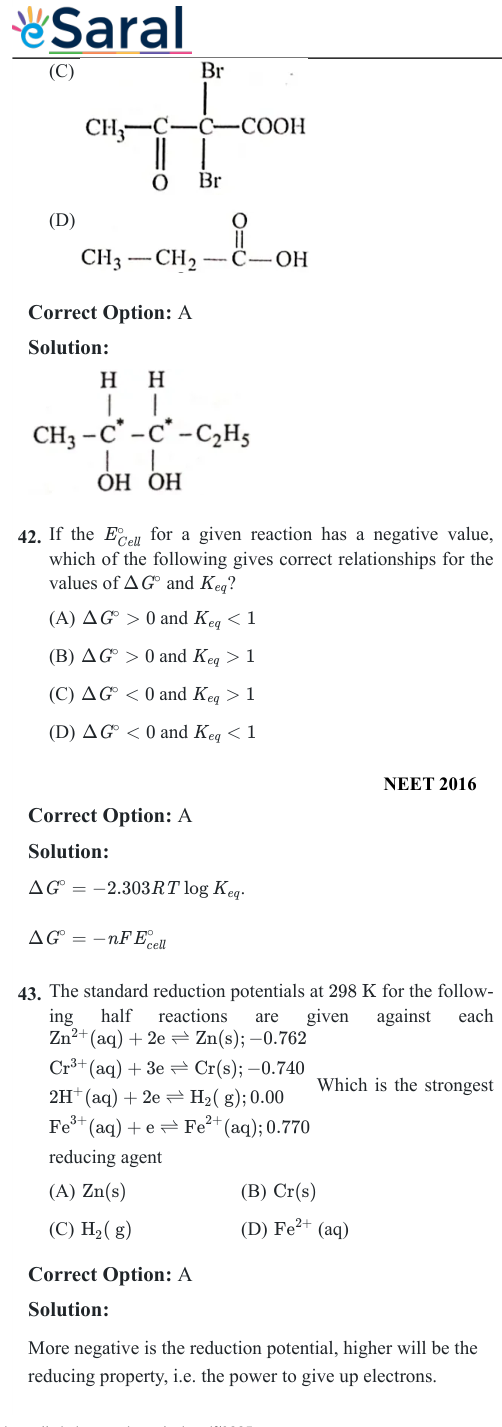 eSaral
(C)
Br
CH₃—C—C—COOH
O Br
(D)
O
CH₃—CH₂—C—OH
Correct Option: A
Solution:
H H
CH₃–C*–C*–C₂H₅
OH OH
42. If the E°Cell for a given reaction has a negative value,
which of the following gives correct relationships for the
values of ΔG° and Keq?
(A) ΔG° > 0 and Keq < 1
(B) ΔG° > 0 and Keq > 1
(C) ΔG° < 0 and Keq > 1
(D) ΔG° < 0 and Keq < 1
NEET 2016
Correct Option: A
Solution:
ΔG° = −2.303RT log Keq.
ΔG° = −nFE°cell
43. The standard reduction potentials at 298 K for the follow-
ing half reactions are given against each
Zn²⁺(aq) + 2e ⇌ Zn(s); −0.762
Cr³⁺(aq) + 3e ⇌ Cr(s); −0.740
2H⁺(aq) + 2e ⇌ H₂( g); 0.00
Which is the strongest
Fe³⁺(aq) + e ⇌ Fe²⁺(aq); 0.770
reducing agent
(A) Zn(s) (B) Cr(s)
(C) H₂( g) (D) Fe²⁺ (aq)
Correct Option: A
Solution:
More negative is the reduction potential, higher will be the
reducing property, i.e. the power to give up electrons.